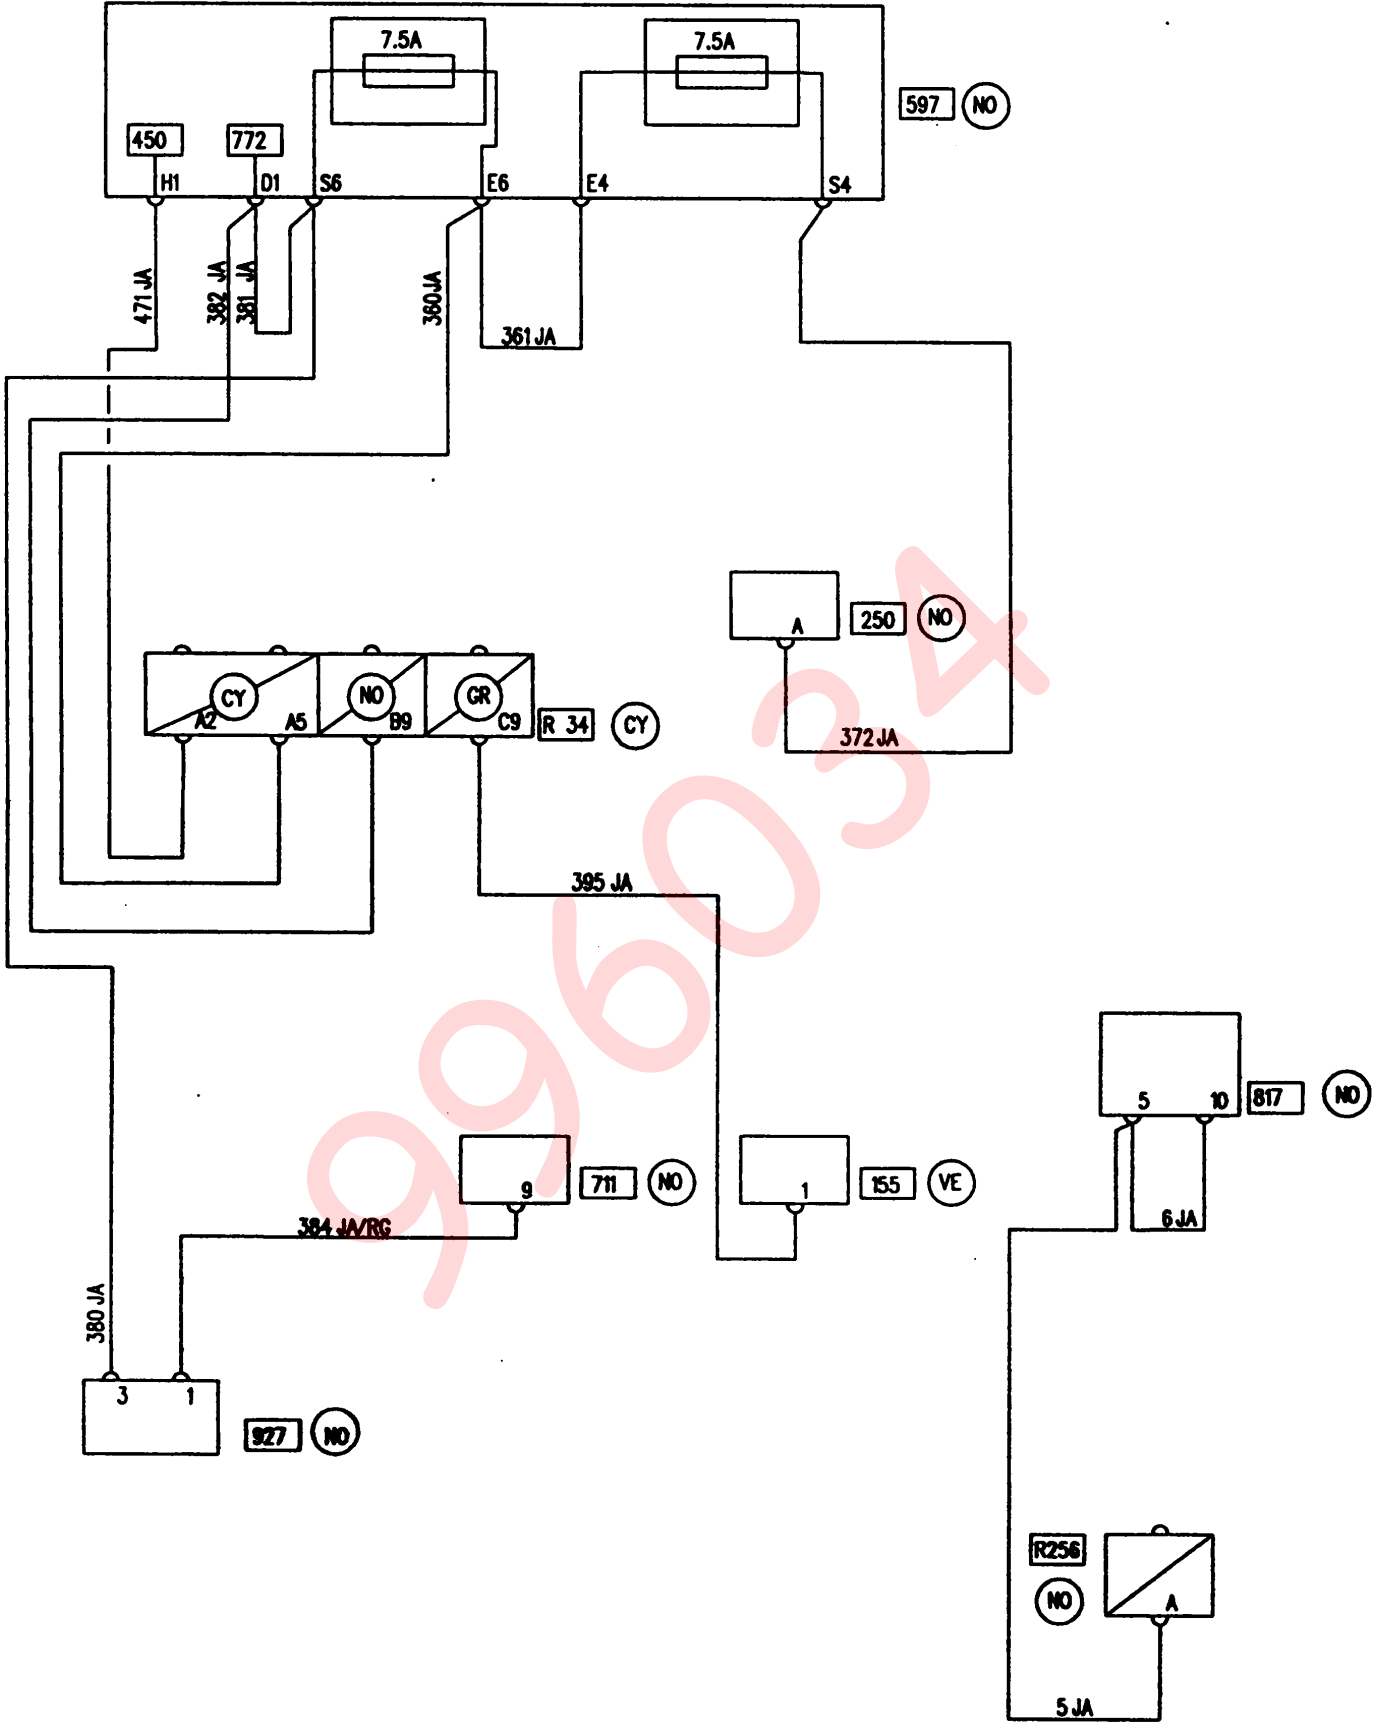 7.5A
7.5A
597 NO
450
772
H1
D1
S6
E6
E4
S4
471 JA
382 JA
381 JA
360JA
361 JA
A
250 NO
CY
NO
GR
A2
A5
B9
C9
R 34 CY
372 JA
395 JA
996034
5
10
817 NO
6 JA
9
711 NO
1
155 VE
384 JA/RG
380 JA
3
1
927 NO
R256
NO
A
5 JA